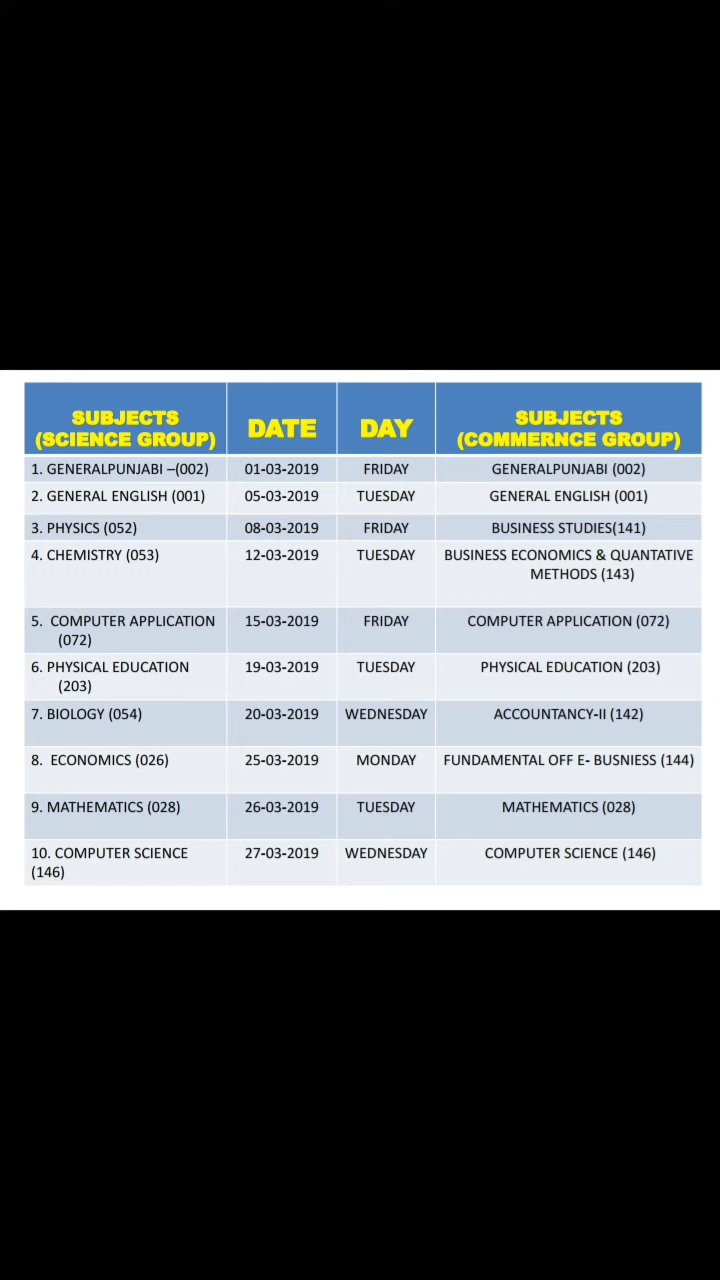 SUBJECTS
(SCIENCE GROUP) DATE DAY SUBJECTS
(COMMERNCE GROUP)
1. GENERALPUNJABI –(002) 01-03-2019 FRIDAY GENERALPUNJABI (002)
2. GENERAL ENGLISH (001) 05-03-2019 TUESDAY GENERAL ENGLISH (001)
3. PHYSICS (052) 08-03-2019 FRIDAY BUSINESS STUDIES(141)
4. CHEMISTRY (053) 12-03-2019 TUESDAY BUSINESS ECONOMICS & QUANTATIVE
METHODS (143)
5. COMPUTER APPLICATION
(072) 15-03-2019 FRIDAY COMPUTER APPLICATION (072)
6. PHYSICAL EDUCATION
(203) 19-03-2019 TUESDAY PHYSICAL EDUCATION (203)
7. BIOLOGY (054) 20-03-2019 WEDNESDAY ACCOUNTANCY-II (142)
8. ECONOMICS (026) 25-03-2019 MONDAY FUNDAMENTAL OFF E- BUSNIESS (144)
9. MATHEMATICS (028) 26-03-2019 TUESDAY MATHEMATICS (028)
10. COMPUTER SCIENCE
(146) 27-03-2019 WEDNESDAY COMPUTER SCIENCE (146)